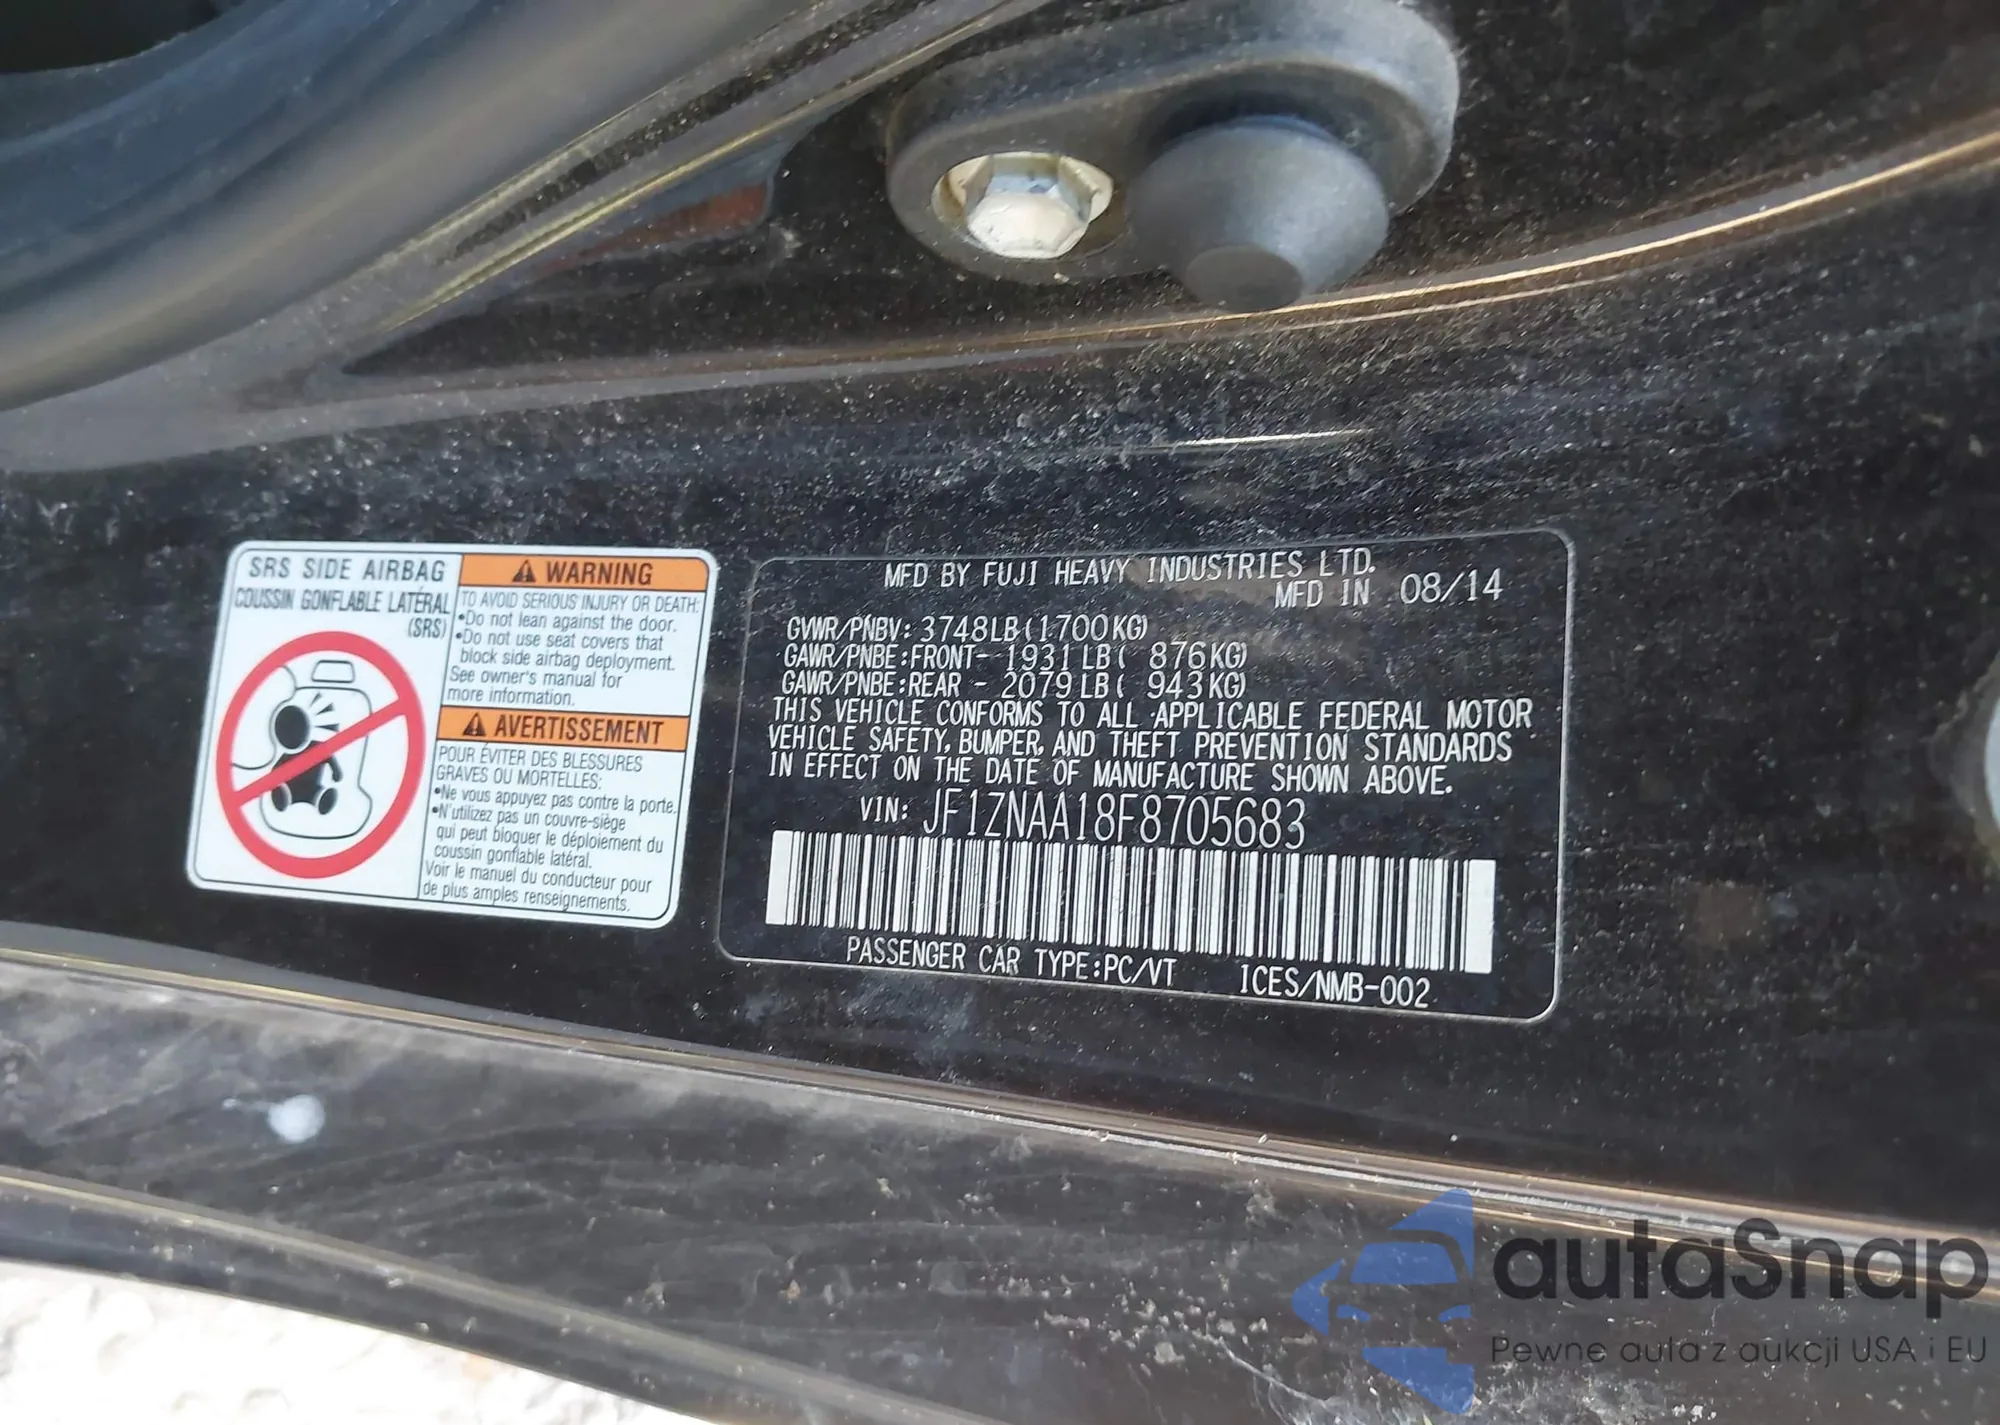 SRS SIDE AIRBAG
COUSSIN GONFLABLE LATÉRAL
(SRS)
WARNING
TO AVOID SERIOUS INJURY OR DEATH:
•Do not lean against the door.
•Do not use seat covers that
block side airbag deployment.
See owner's manual for
more information.
AVERTISSEMENT
POUR ÉVITER DES BLESSURES
GRAVES OU MORTELLES:
•Ne vous appuyez pas contre la porte.
•N'utilizez pas un couvre-siège
qui peut bloquer le déploiement du
coussin gonflable latéral.
Voir le manuel du conducteur pour
de plus amples renseignements.
MFD BY FUJI HEAVY INDUSTRIES LTD.
MFD IN 08/14
GVWR/PNBV: 3748LB(1700KG)
GAWR/PNBE:FRONT- 1931LB( 876KG)
GAWR/PNBE:REAR - 2079LB( 943KG)
THIS VEHICLE CONFORMS TO ALL APPLICABLE FEDERAL MOTOR
VEHICLE SAFETY, BUMPER, AND THEFT PREVENTION STANDARDS
IN EFFECT ON THE DATE OF MANUFACTURE SHOWN ABOVE.
VIN: JF1ZNAA18F8705683
PASSENGER CAR TYPE:PC/VT ICES/NMB-002
autaSnap
Pewne auta z aukcji USA i EU